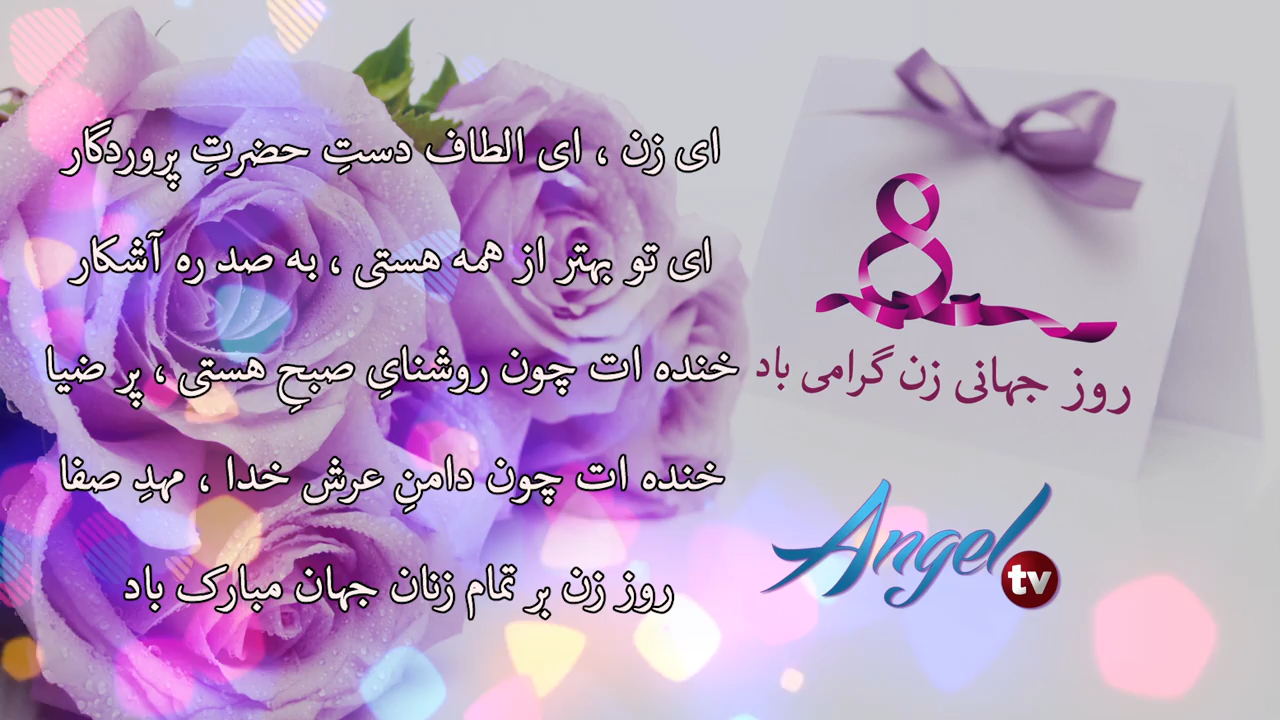 ای زن ، ای الطاف دستِ حضرتِ پروردگار
ای تو بهتر از همه هستی ، به صد ره آشکار
خنده ات چون روشنایِ صبحِ هستی ، پر ضیا
خنده ات چون دامنِ عرش خدا ، مهدِ صفا
روز زن بر تمام زنان جهان مبارک باد
8
روز جهانی زن گرامی باد
Angel
tv